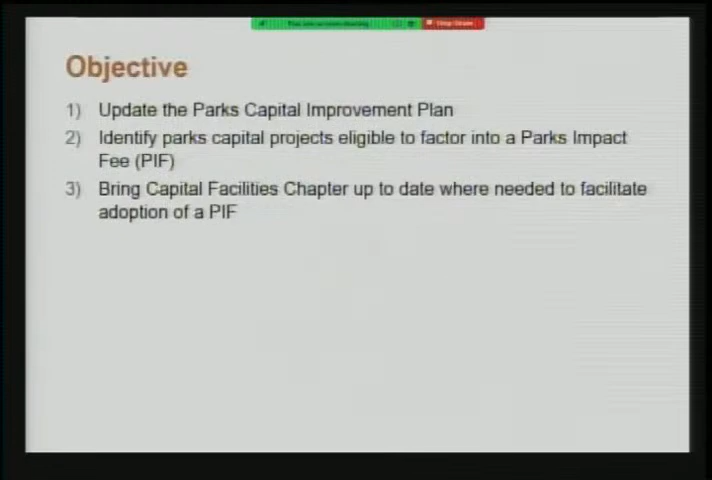 Objective
1) Update the Parks Capital Improvement Plan
2) Identify parks capital projects eligible to factor into a Parks Impact
Fee (PIF)
3) Bring Capital Facilities Chapter up to date where needed to facilitate
adoption of a PIF